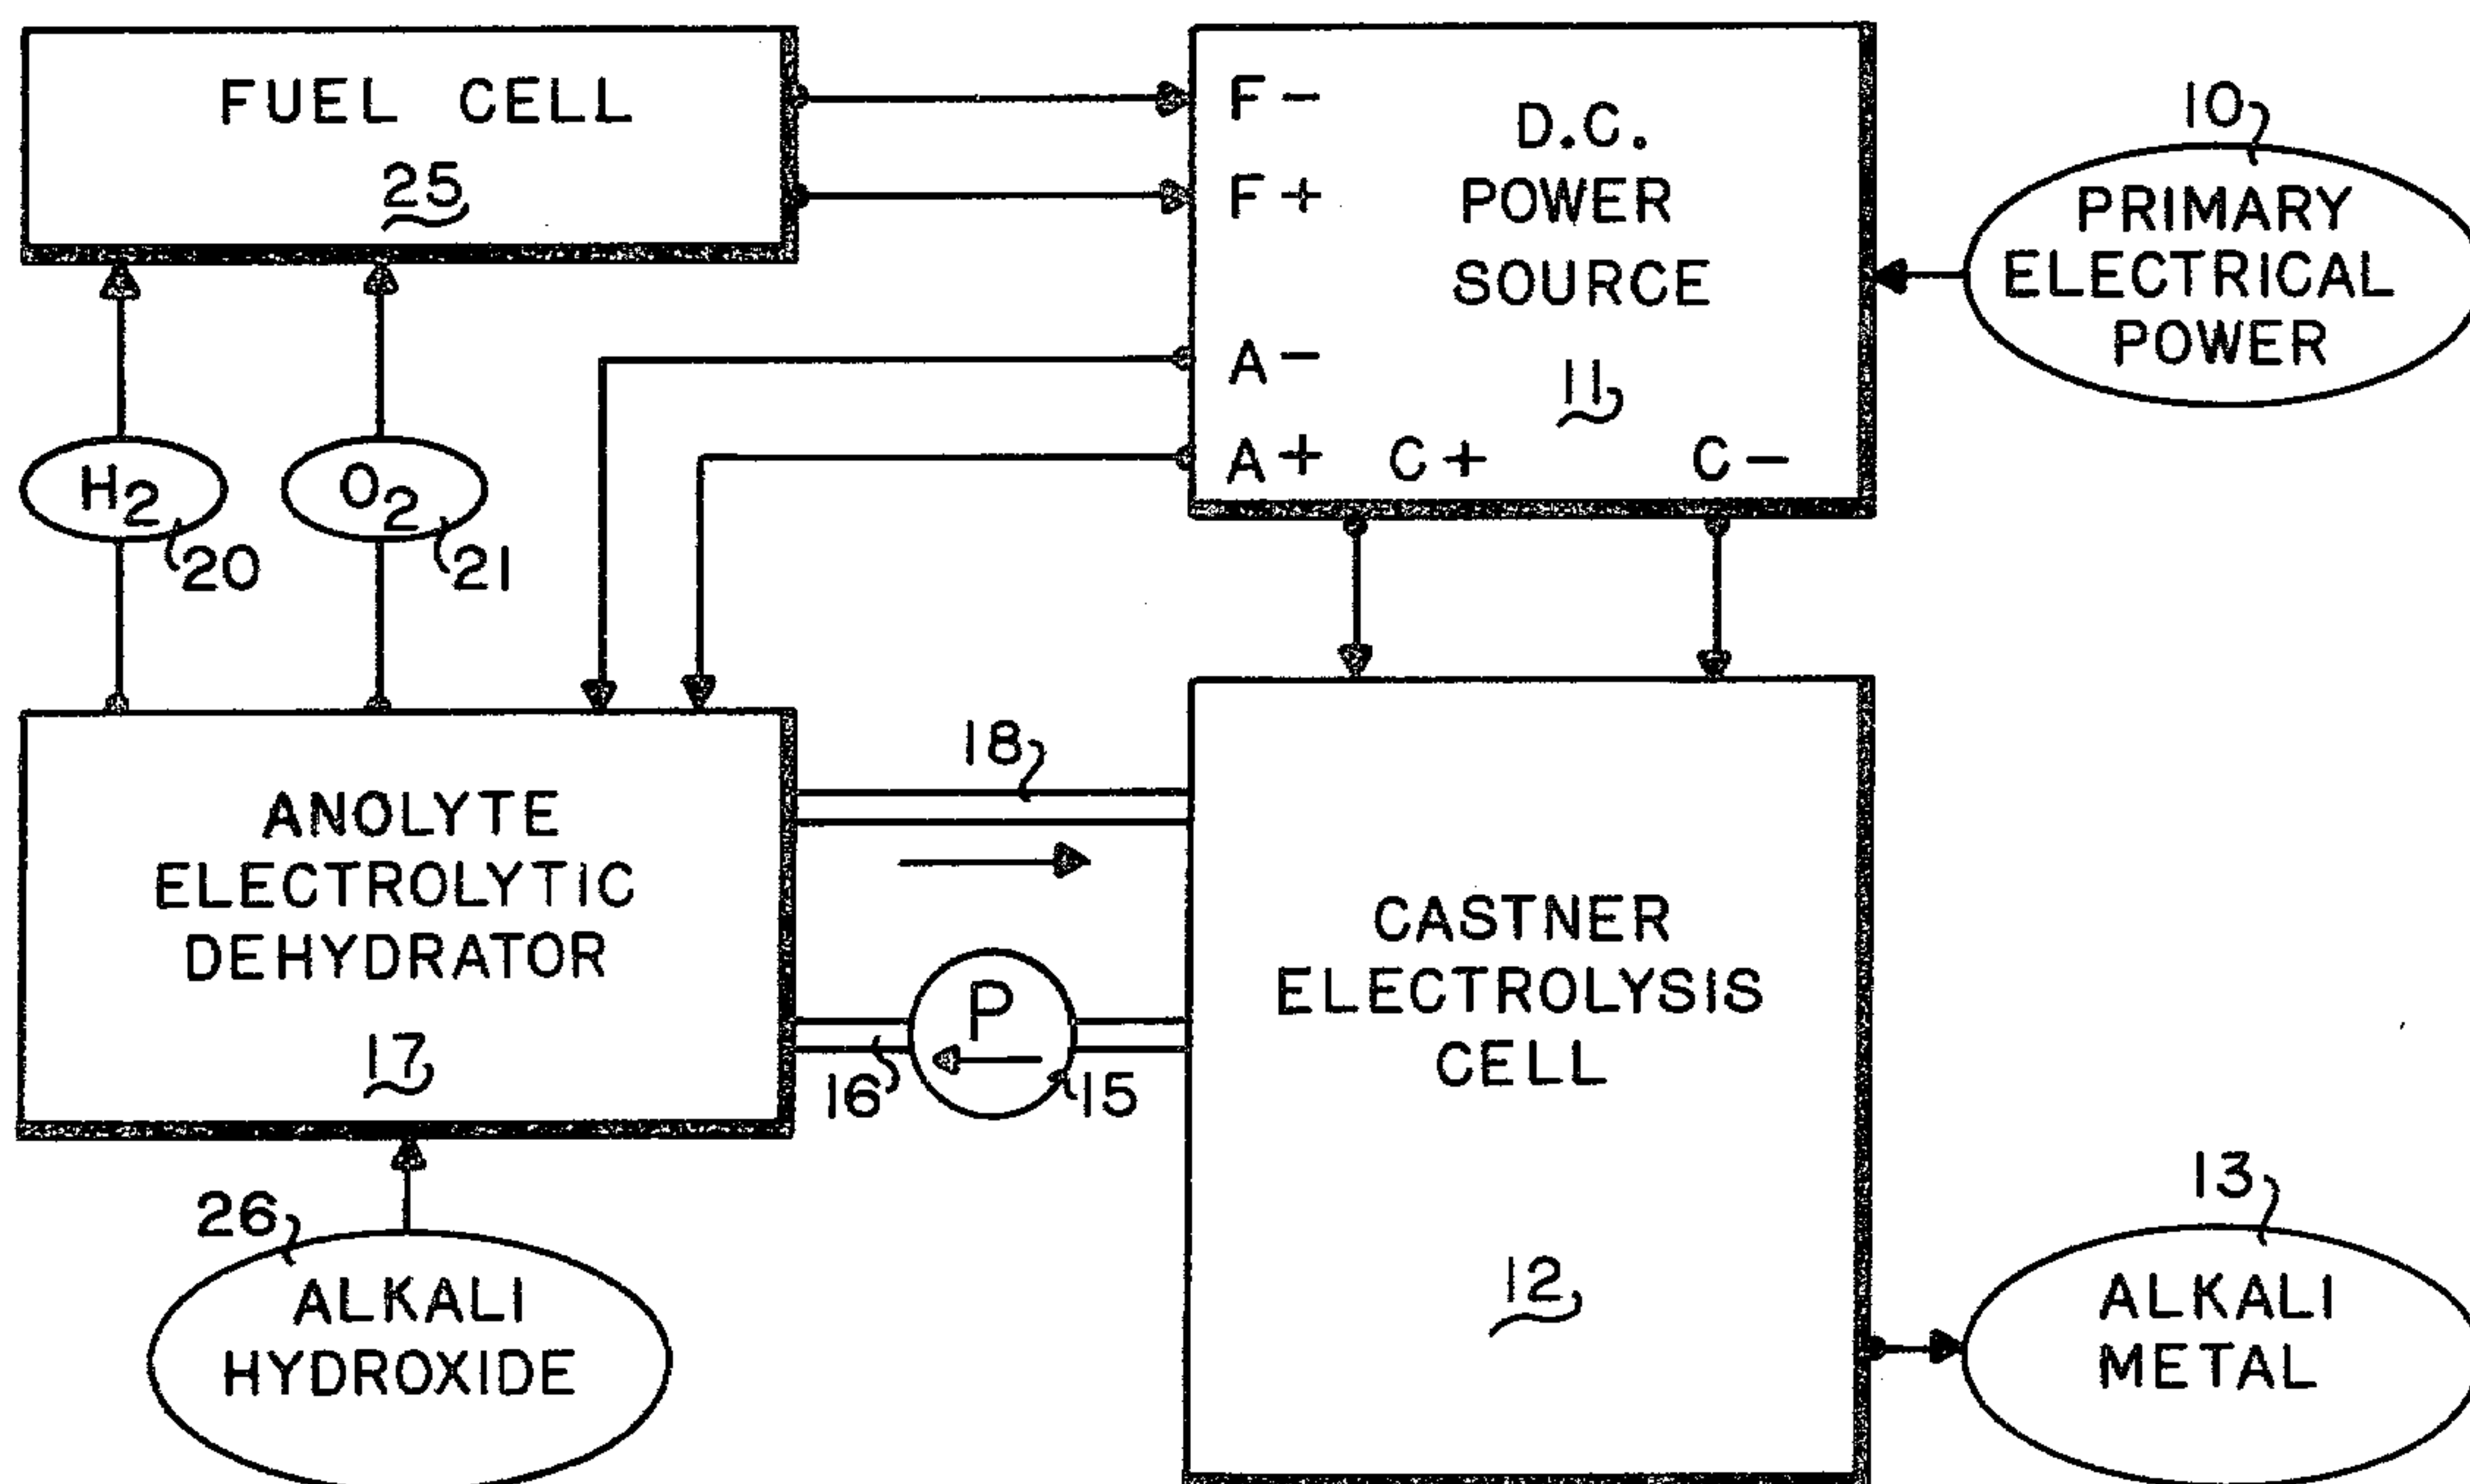 FUEL CELL
25
F-
F+
A-
A+
C+
C-
D.C.
POWER
SOURCE
11
10
PRIMARY
ELECTRICAL
POWER
H2
20
O2
21
18
ANOLYTE
ELECTROLYTIC
DEHYDRATOR
17
P
16
15
CASTNER
ELECTROLYSIS
CELL
12
26
ALKALI
HYDROXIDE
13
ALKALI
METAL